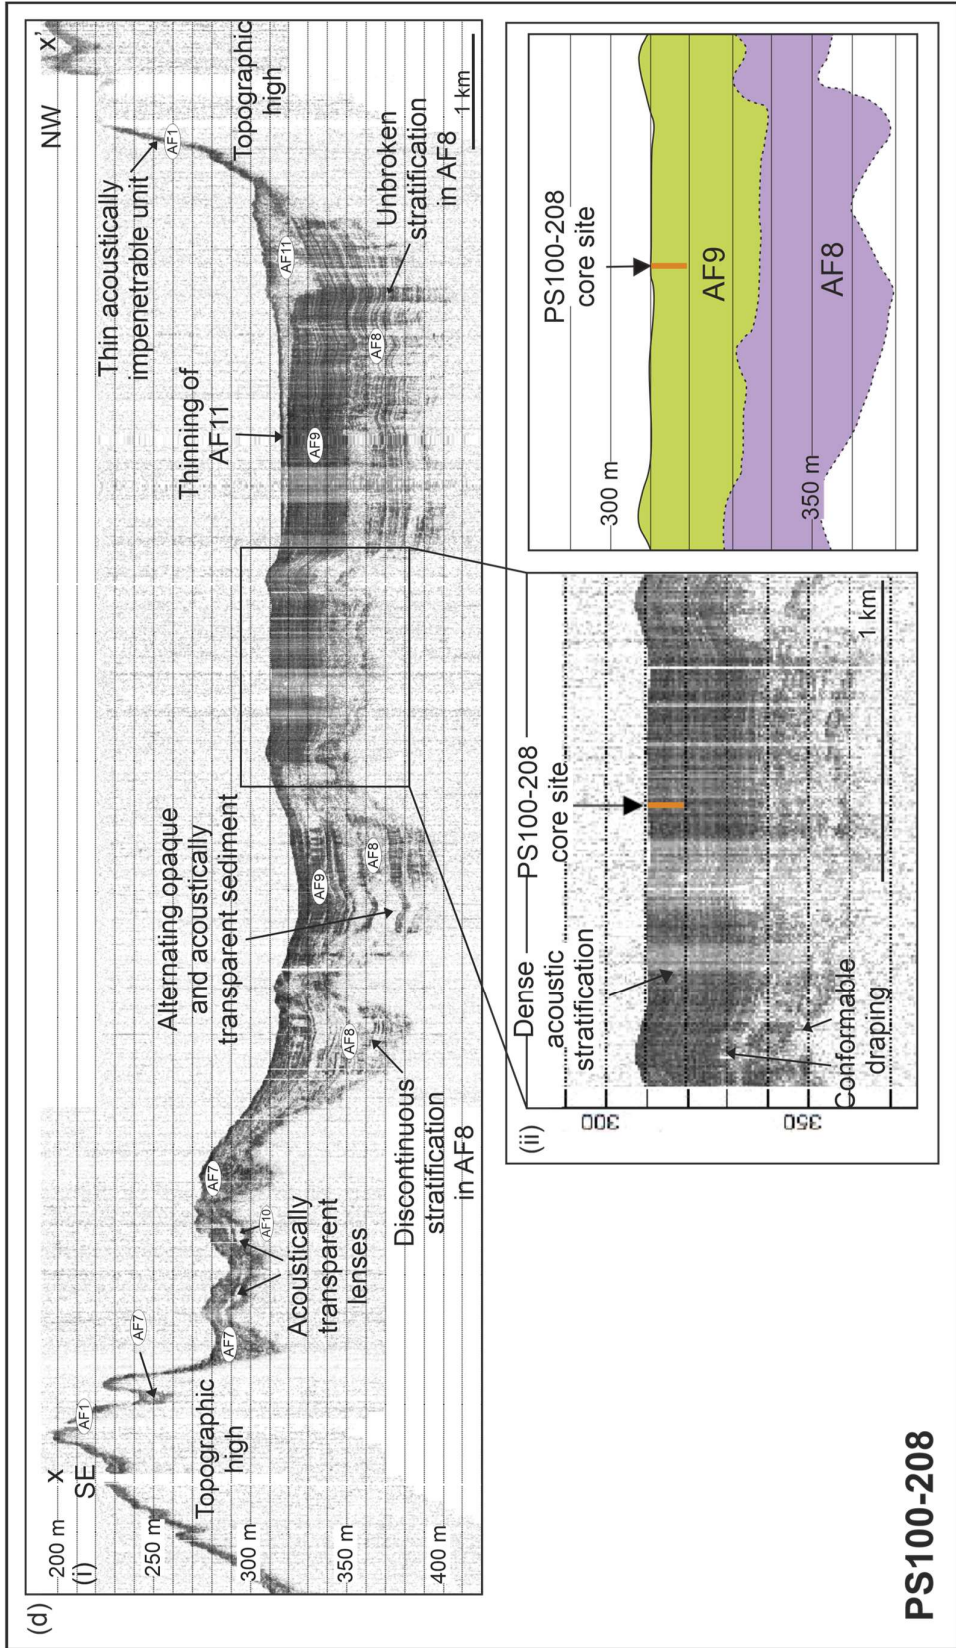 (d)
x
SE
NW
x'
200 m
(i)
250 m
300 m
350 m
400 m
Topographic
high
AF1
AF7
AF7
Acoustically
transparent
lenses
AF10
AF7
Discontinuous
stratification
in AF8
AF8
Alternating opaque
and acoustically
transparent sediment
AF9
AF8
Thinning of
AF11
AF9
AF8
Unbroken
stratification
in AF8
AF11
Thin acoustically
impenetrable unit
AF1
Topographic
high
1 km
(ii)
300
350
Dense
acoustic
stratification
PS100-208
core site
Conformable
draping
1 km
300 m
350 m
PS100-208
core site
AF9
AF8
PS100-208